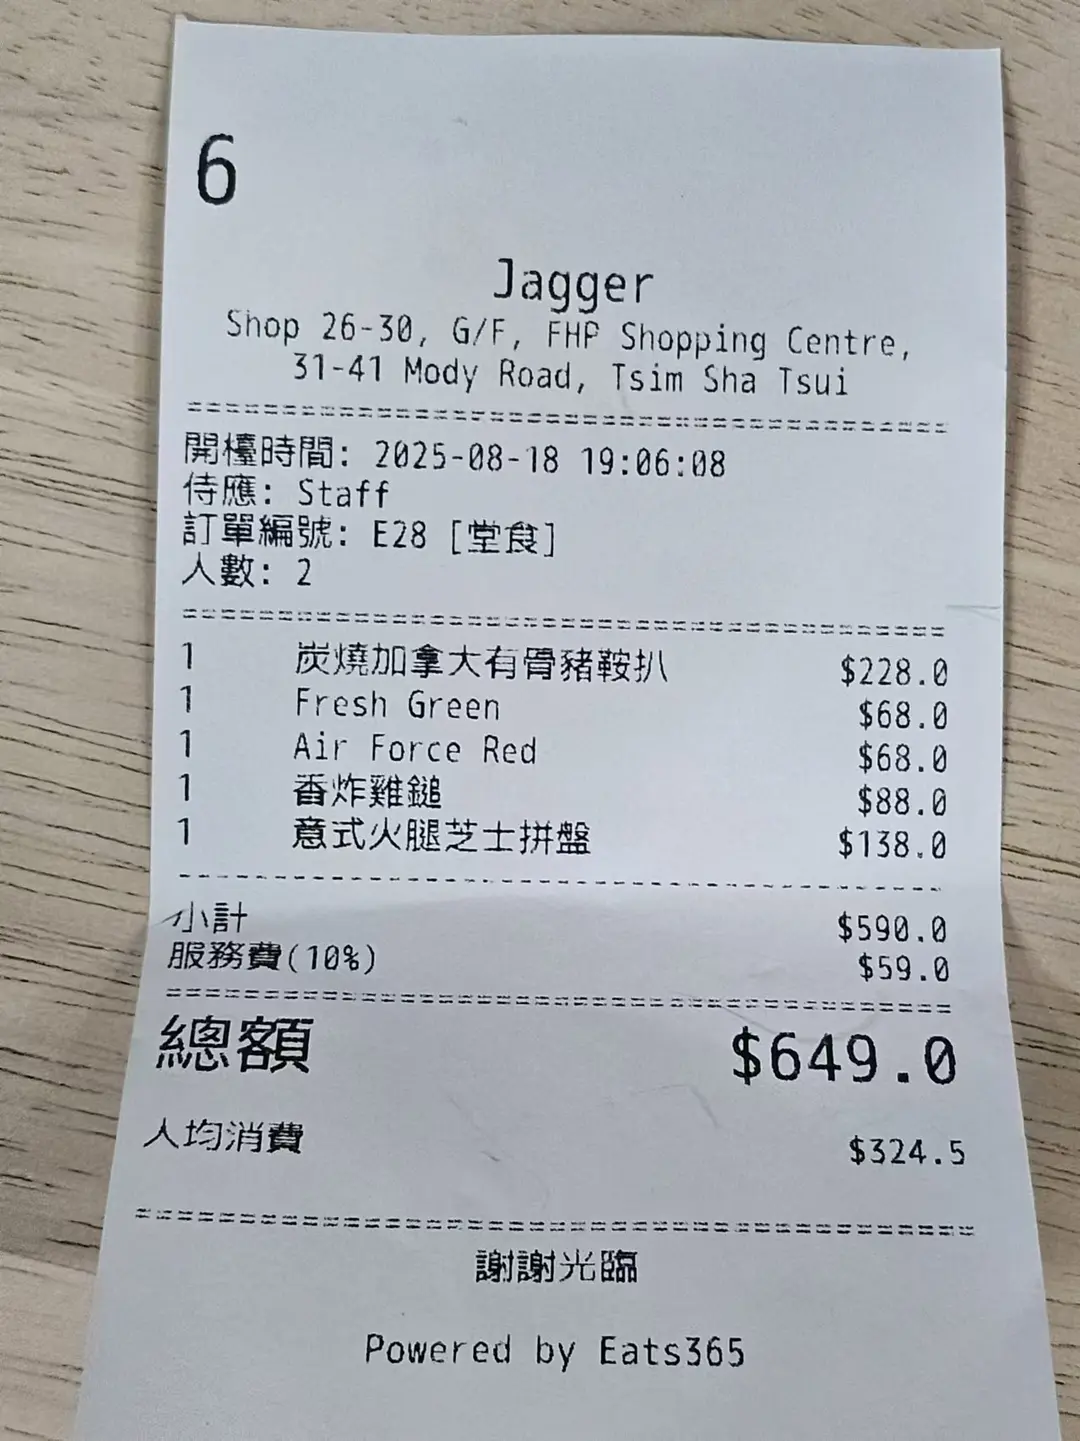 6
Jagger
Shop 26-30, G/F, FHP Shopping Centre,
31-41 Mody Road, Tsim Sha Tsui
開檯時間: 2025-08-18 19:06:08
侍應: Staff
訂單編號: E28 [堂食]
人數: 2
1 炭燒加拿大有骨豬鞍扒 $228.0
1 Fresh Green $68.0
1 Air Force Red $68.0
1 香炸雞鎚 $88.0
1 意式火腿芝士拼盤 $138.0
小計 $590.0
服務費(10%) $59.0
總額 $649.0
人均消費 $324.5
謝謝光臨
Powered by Eats365